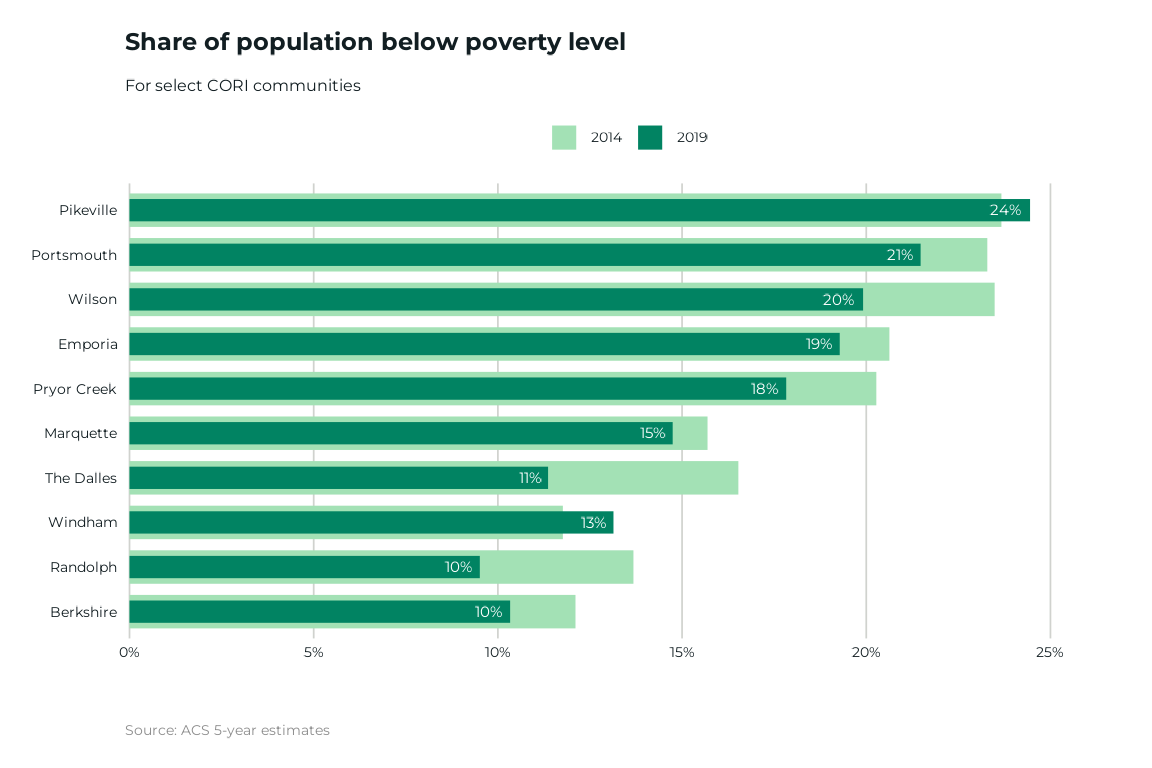 Share of population below poverty level
For select CORI communities
2014 2019
Pikeville 24%
Portsmouth 21%
Wilson 20%
Emporia 19%
Pryor Creek 18%
Marquette 15%
The Dalles 11%
Windham 13%
Randolph 10%
Berkshire 10%
0% 5% 10% 15% 20% 25%
Source: ACS 5-year estimates